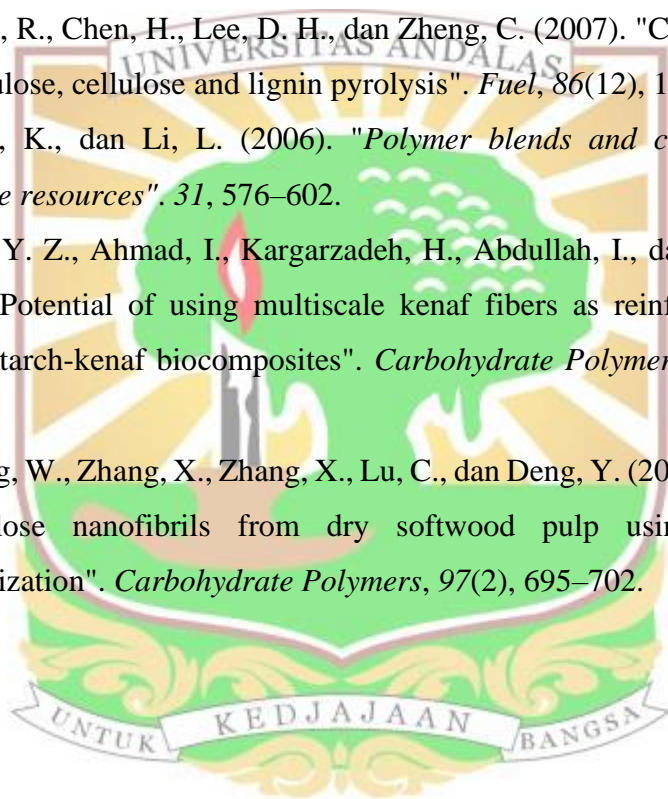 ., R., Chen, H., Lee, D. H., dan Zheng, C. (2007). "C
UNIVERSITAS ANDALAS
ulose, cellulose and lignin pyrolysis". Fuel, 86(12), 1
, K., dan Li, L. (2006). "Polymer blends and c
e resources". 31, 576–602.
Y. Z., Ahmad, I., Kargarzadeh, H., Abdullah, I., da
Potential of using multiscale kenaf fibers as reinf
tarch-kenaf biocomposites". Carbohydrate Polymer
g, W., Zhang, X., Zhang, X., Lu, C., dan Deng, Y. (20
lose nanofibrils from dry softwood pulp usin
ization". Carbohydrate Polymers, 97(2), 695–702.
UNTUK KEDJAJAAN BANGSA